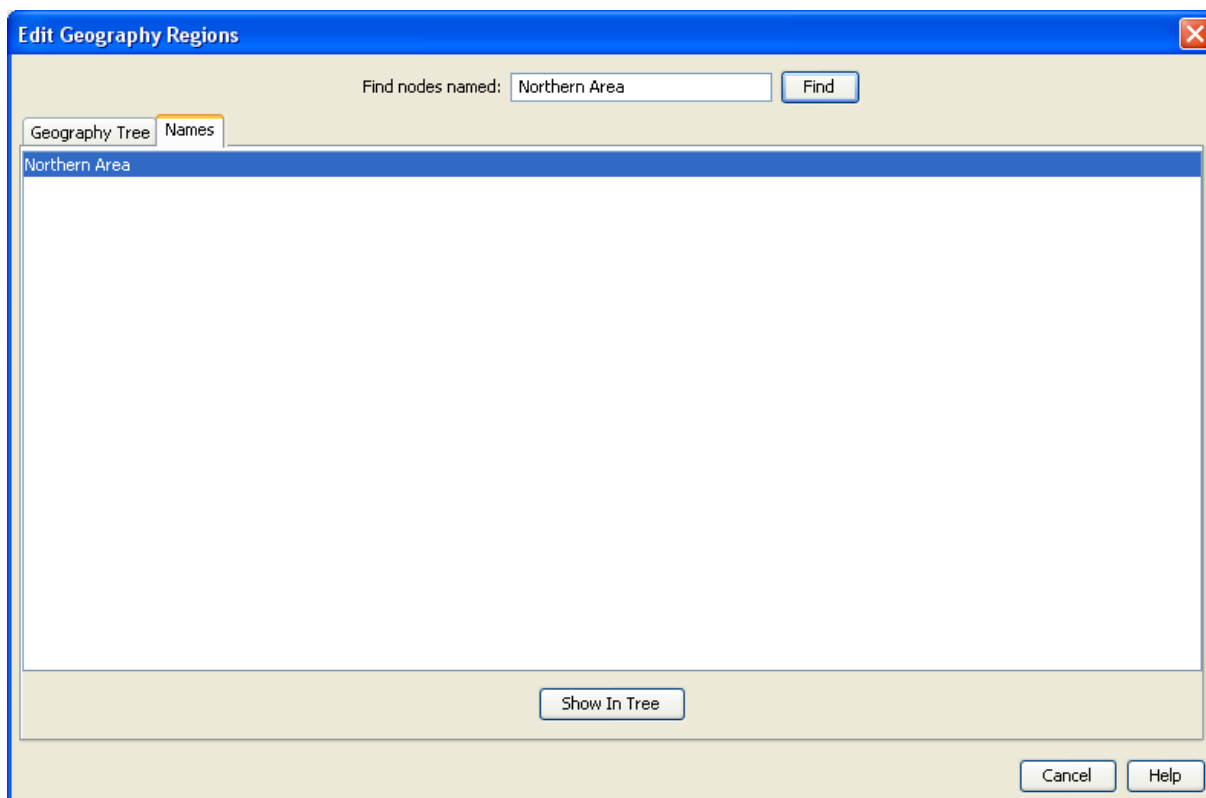 Edit Geography Regions
Find nodes named: Northern Area Find
Geography Tree Names
Northern Area
Show In Tree
Cancel Help